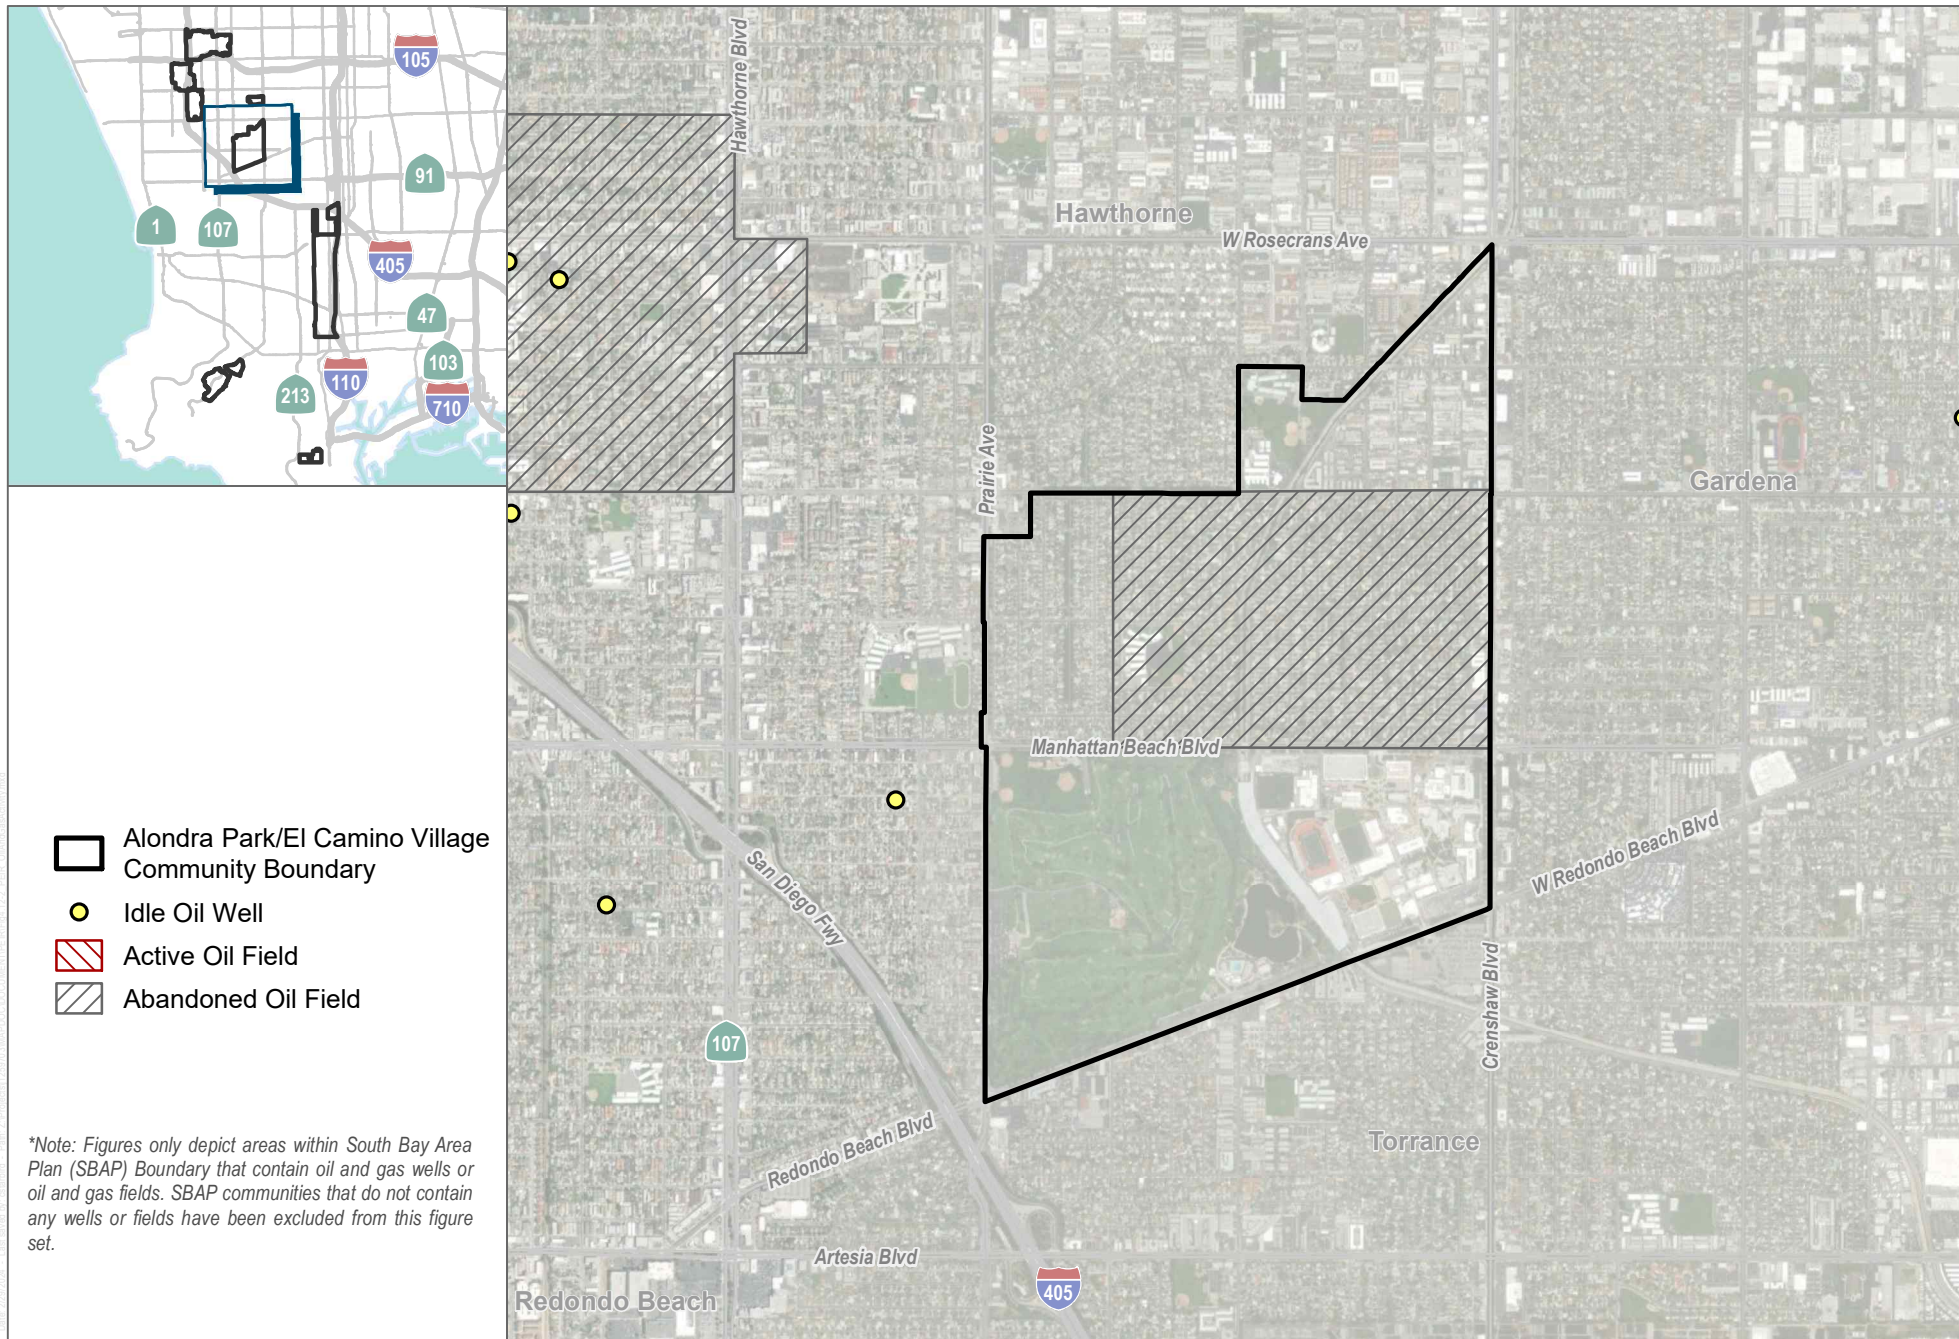 105
91
1
107
405
47
103
110
213
710
Alondra Park/El Camino Village
Community Boundary
Idle Oil Well
Active Oil Field
Abandoned Oil Field
*Note: Figures only depict areas within South Bay Area
Plan (SBAP) Boundary that contain oil and gas wells or
oil and gas fields. SBAP communities that do not contain
any wells or fields have been excluded from this figure
set.
Hawthorne Blvd
Hawthorne
W Rosecrans Ave
Prairie Ave
Gardena
Manhattan Beach Blvd
W Redondo Beach Blvd
San Diego Fwy
Crenshaw Blvd
107
Redondo Beach Blvd
Torrance
Artesia Blvd
405
Redondo Beach